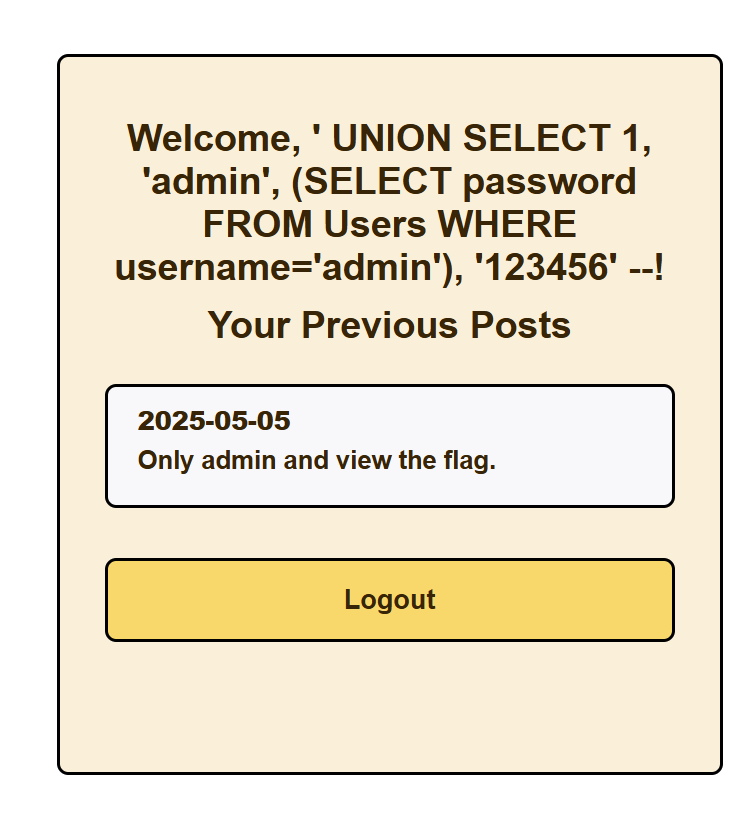 Welcome, ' UNION SELECT 1,
'admin', (SELECT password
FROM Users WHERE
username='admin'), '123456' --!
Your Previous Posts
2025-05-05
Only admin and view the flag.
Logout